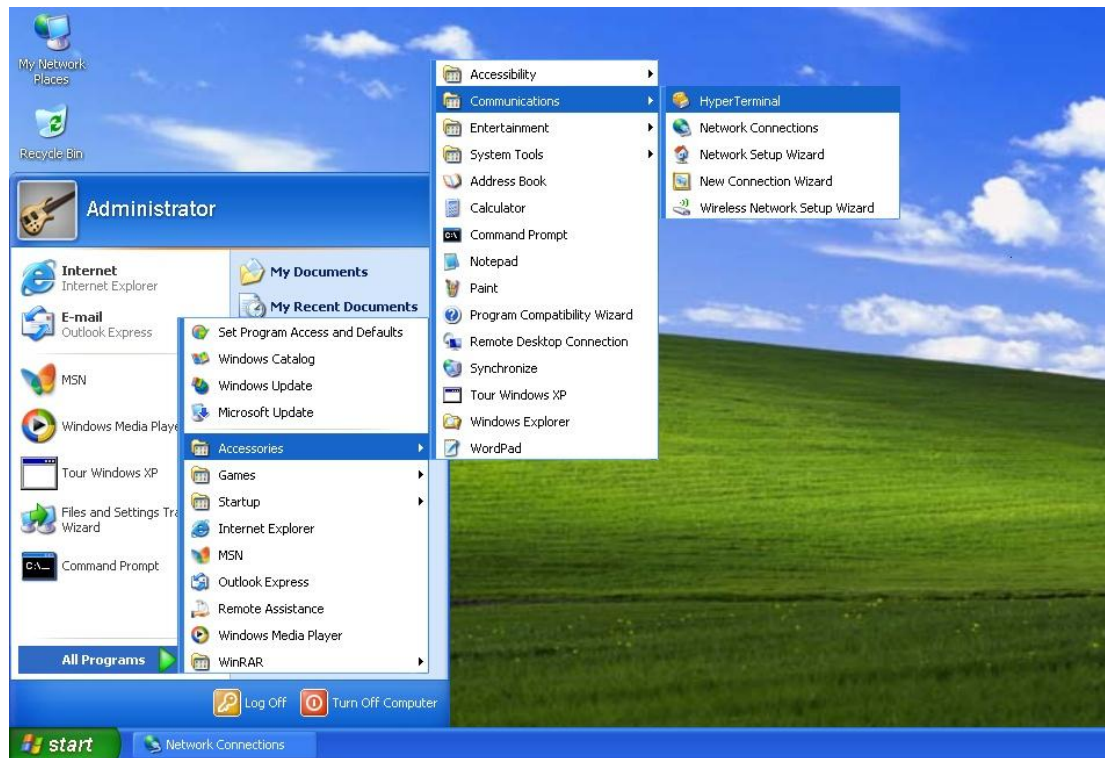 My Network
Places
Recycle Bin
Administrator
Internet
Internet Explorer
E-mail
Outlook Express
MSN
Windows Media Playe
Tour Windows XP
Files and Settings Tra
Wizard
C:\_
Command Prompt
All Programs
My Documents
My Recent Documents
Set Program Access and Defaults
Windows Catalog
Windows Update
Microsoft Update
Accessories
Games
Startup
Internet Explorer
MSN
Outlook Express
Remote Assistance
Windows Media Player
WinRAR
Accessibility
Communications
Entertainment
System Tools
Address Book
Calculator
Command Prompt
Notepad
Paint
Program Compatibility Wizard
Remote Desktop Connection
Synchronize
Tour Windows XP
Windows Explorer
WordPad
HyperTerminal
Network Connections
Network Setup Wizard
New Connection Wizard
Wireless Network Setup Wizard
Log Off
Turn Off Computer
start
Network Connections